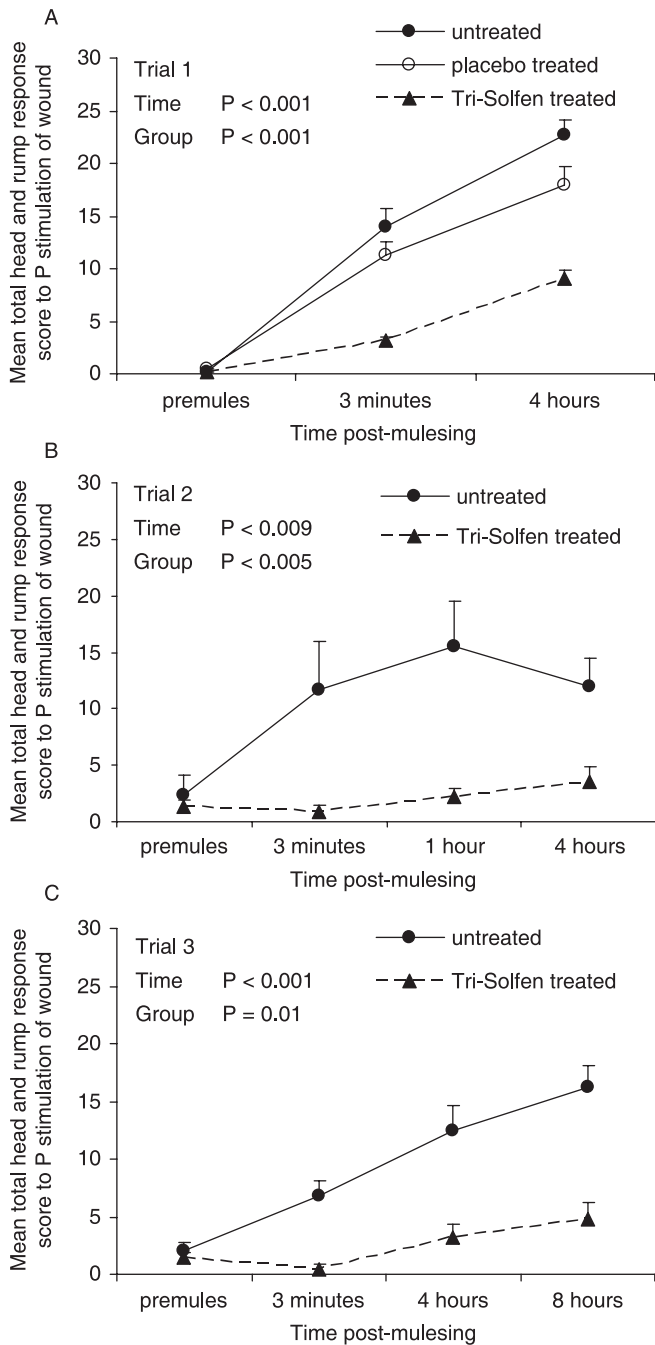 A
untreated
placebo treated
Tri-Solfen treated
Trial 1
Time P < 0.001
Group P < 0.001
30
25
20
15
10
5
0
Mean total head and rump response
score to P stimulation of wound
premules 3 minutes 4 hours
Time post-mulesing
B
untreated
Tri-Solfen treated
Trial 2
Time P < 0.009
Group P < 0.005
30
25
20
15
10
5
0
Mean total head and rump response
score to P stimulation of wound
premules 3 minutes 1 hour 4 hours
Time post-mulesing
C
untreated
Tri-Solfen treated
Trial 3
Time P < 0.001
Group P = 0.01
30
25
20
15
10
5
0
Mean total head and rump response
score to P stimulation of wound
premules 3 minutes 4 hours 8 hours
Time post-mulesing